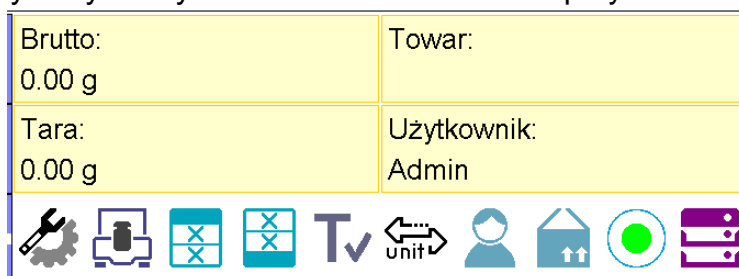 Brutto:
0.00 g
Towar:
Tara:
0.00 g
Użytkownik:
Admin
T
unit